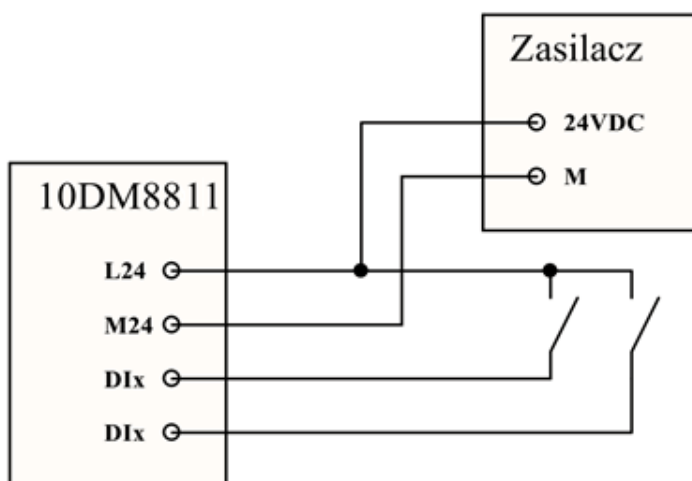 Zasilacz
24VDC
M
10DM8811
L24
M24
DIx
DIx